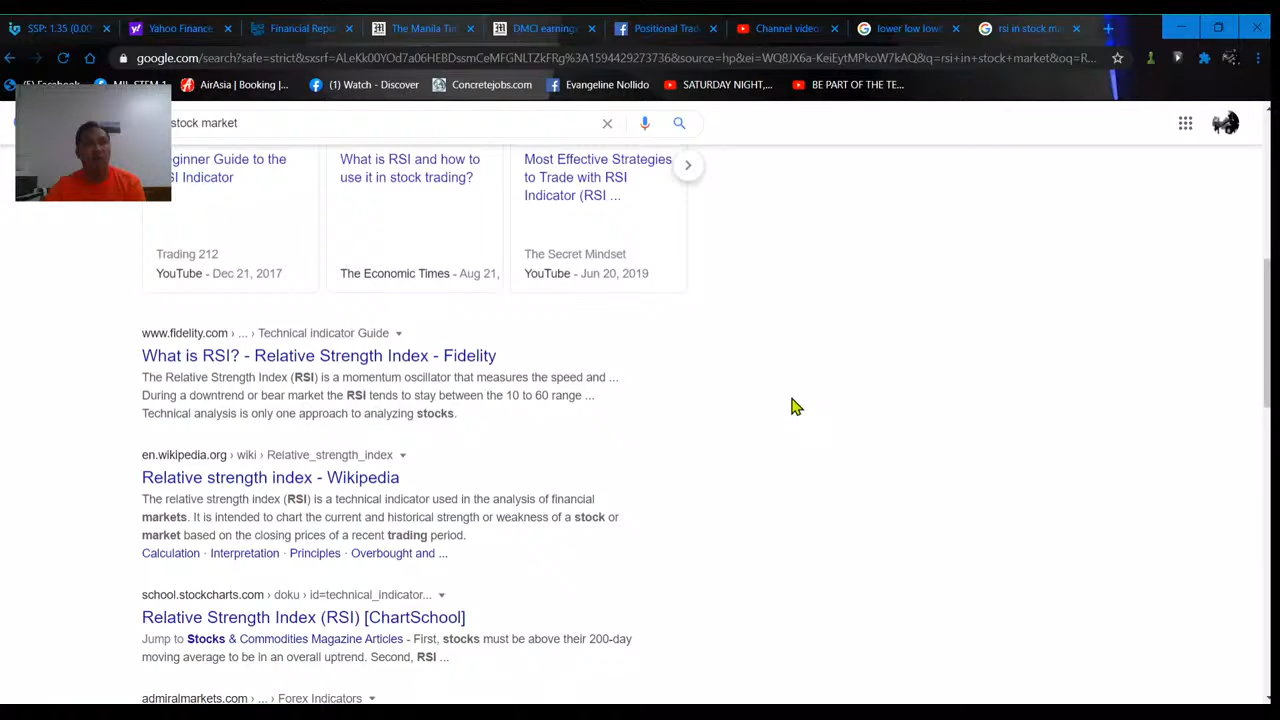 SSP: 1.35 (0.00
Yahoo Finance
Financial Repo
The Manila Tim
DMCI earnings
Positional Trad
Channel videos
lower low lowe
rsi in stock ma
google.com/search?safe=strict&sxsrf=ALeKk00YOd7a06HEBDssmCeMFGNLTZkFRg%3A1594429273736&source=hp&ei=WQ8JX6a-KeiEytMPkoW7kAQ&q=rsi+in+stock+market&oq=R...
(5) Facebook
MIL STEM 1
AirAsia | Booking |...
(1) Watch - Discover
Concretejobs.com
Evangeline Nollido
SATURDAY NIGHT,...
BE PART OF THE TE...
stock market
eginner Guide to the
SI Indicator
Trading 212
YouTube - Dec 21, 2017
What is RSI and how to
use it in stock trading?
The Economic Times - Aug 21,
Most Effective Strategies
to Trade with RSI
Indicator (RSI ...
The Secret Mindset
YouTube - Jun 20, 2019
www.fidelity.com › ... › Technical indicator Guide
What is RSI? - Relative Strength Index - Fidelity
The Relative Strength Index (RSI) is a momentum oscillator that measures the speed and ...
During a downtrend or bear market the RSI tends to stay between the 10 to 60 range ...
Technical analysis is only one approach to analyzing stocks.
en.wikipedia.org › wiki › Relative_strength_index
Relative strength index - Wikipedia
The relative strength index (RSI) is a technical indicator used in the analysis of financial
markets. It is intended to chart the current and historical strength or weakness of a stock or
market based on the closing prices of a recent trading period.
Calculation · Interpretation · Principles · Overbought and ...
school.stockcharts.com › doku › id=technical_indicator...
Relative Strength Index (RSI) [ChartSchool]
Jump to Stocks & Commodities Magazine Articles - First, stocks must be above their 200-day
moving average to be in an overall uptrend. Second, RSI ...
admiralmarkets.com › ... › Forex Indicators